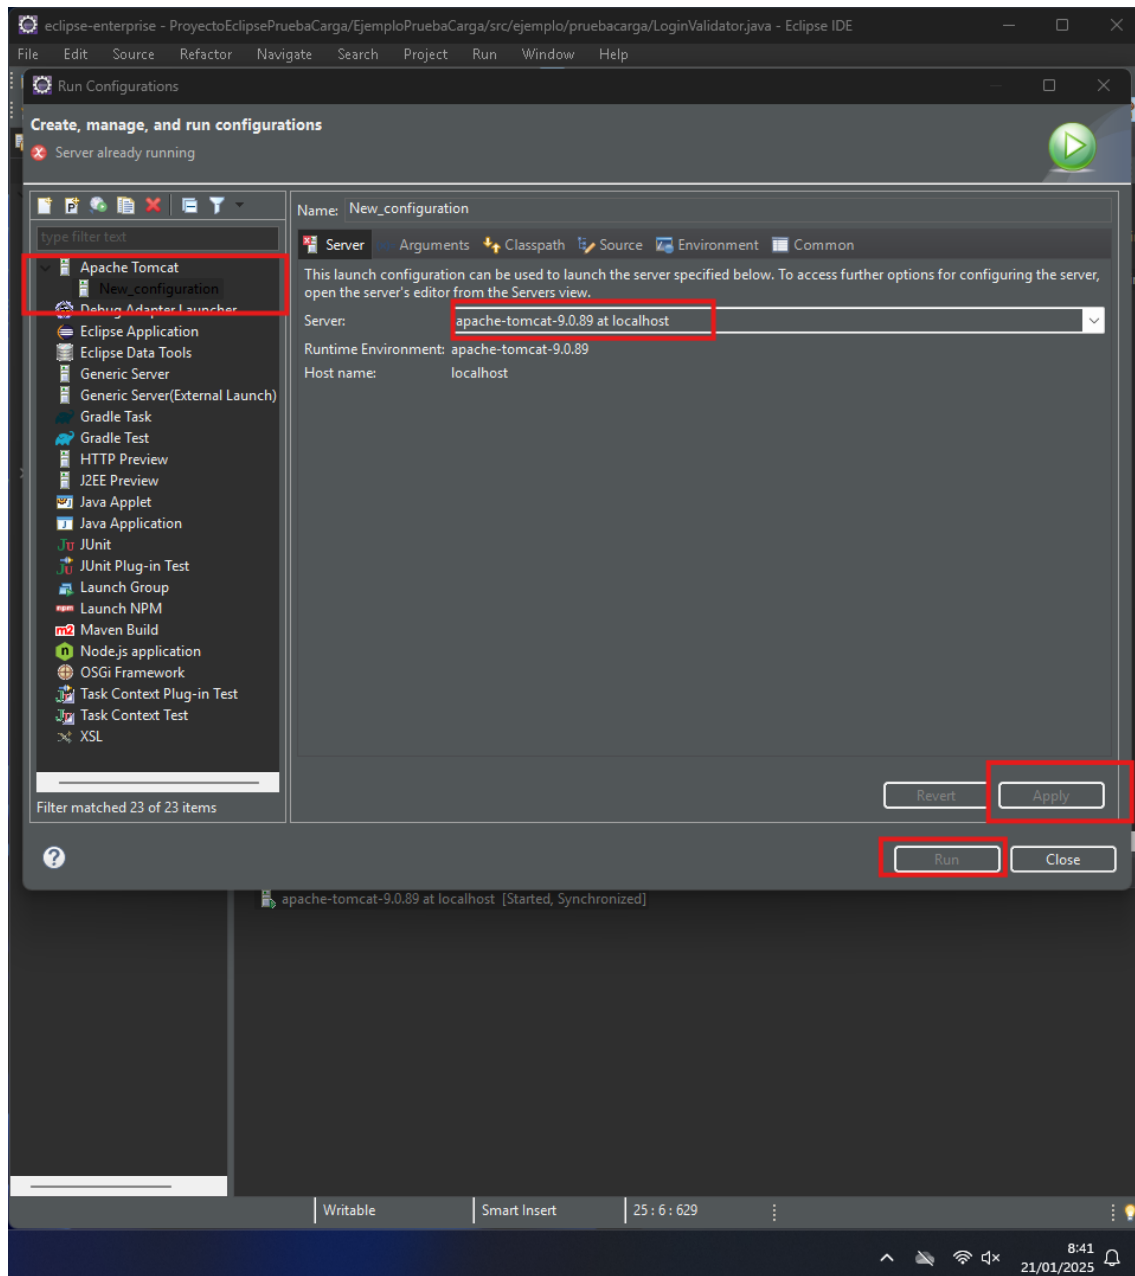 eclipse-enterprise - ProyectoEclipsePruebaCarga/EjemploPruebaCarga/src/ejemplo/pruebacarga/LoginValidator.java - Eclipse IDE
File Edit Source Refactor Navigate Search Project Run Window Help
Run Configurations
Create, manage, and run configurations
Server already running
type filter text
Apache Tomcat
New_configuration
Debug Adapter Launcher
Eclipse Application
Eclipse Data Tools
Generic Server
Generic Server(External Launch)
Gradle Task
Gradle Test
HTTP Preview
J2EE Preview
Java Applet
Java Application
JUnit
JUnit Plug-in Test
Launch Group
Launch NPM
Maven Build
Node.js application
OSGi Framework
Task Context Plug-in Test
Task Context Test
XSL
Filter matched 23 of 23 items
Name: New_configuration
Server Arguments Classpath Source Environment Common
This launch configuration can be used to launch the server specified below. To access further options for configuring the server,
open the server's editor from the Servers view.
Server: apache-tomcat-9.0.89 at localhost
Runtime Environment: apache-tomcat-9.0.89
Host name: localhost
Revert Apply
Run Close
apache-tomcat-9.0.89 at localhost [Started, Synchronized]
Writable Smart Insert 25 : 6 : 629
8:41
21/01/2025